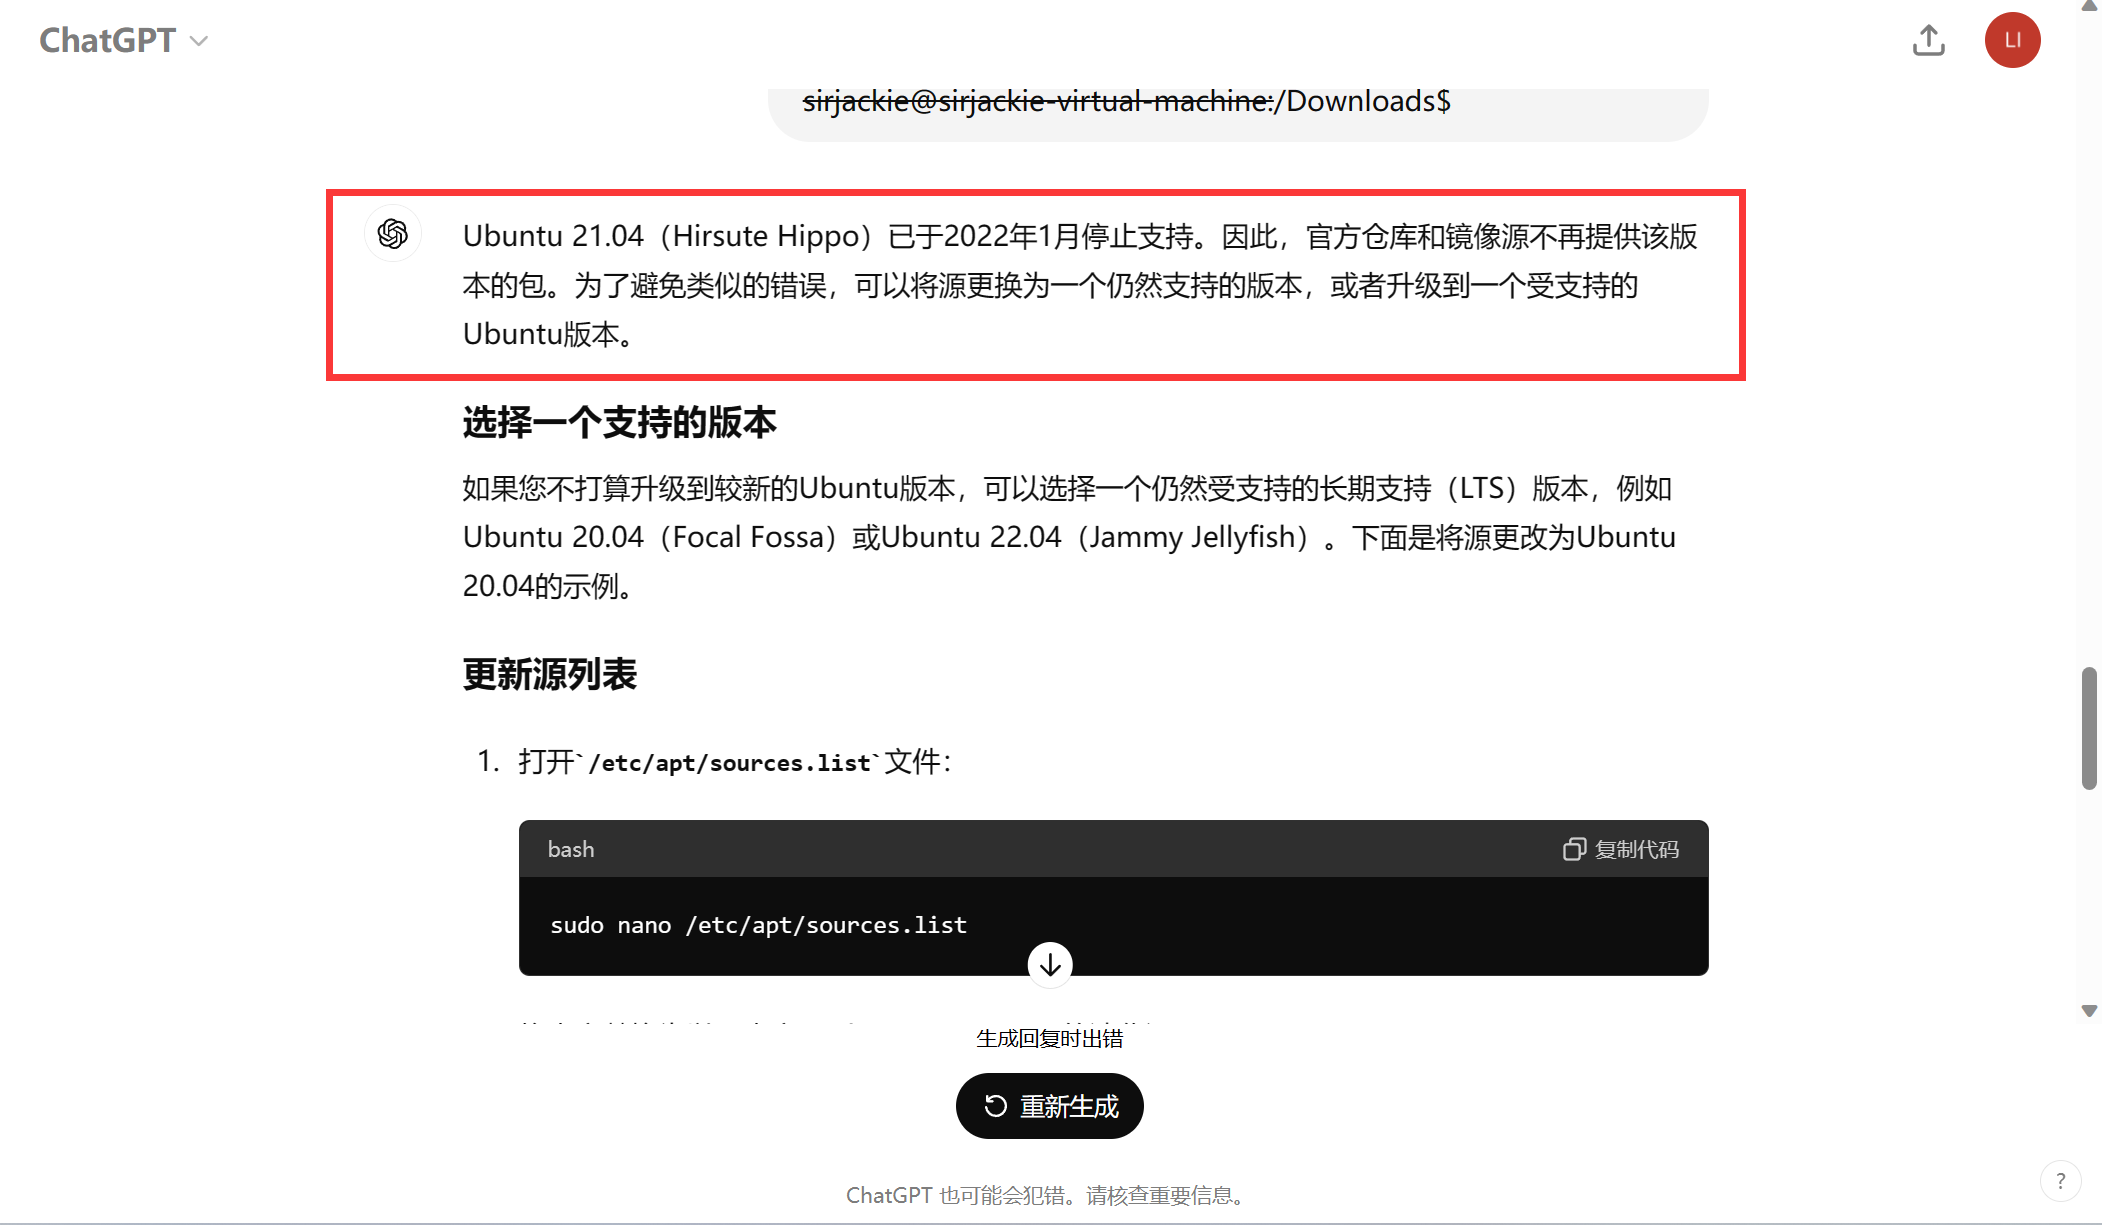 ChatGPT
LI
sirjackie@sirjackie-virtual-machine:/Downloads$
Ubuntu 21.04（Hirsute Hippo）已于2022年1月停止支持。因此，官方仓库和镜像源不再提供该版
本的包。为了避免类似的错误，可以将源更换为一个仍然支持的版本，或者升级到一个受支持的
Ubuntu版本。
选择一个支持的版本
如果您不打算升级到较新的Ubuntu版本，可以选择一个仍然受支持的长期支持（LTS）版本，例如
Ubuntu 20.04（Focal Fossa）或Ubuntu 22.04（Jammy Jellyfish）。下面是将源更改为Ubuntu
20.04的示例。
更新源列表
1. 打开`/etc/apt/sources.list`文件：
bash
复制代码
sudo nano /etc/apt/sources.list
生成回复时出错
重新生成
ChatGPT 也可能会犯错。请核查重要信息。
?